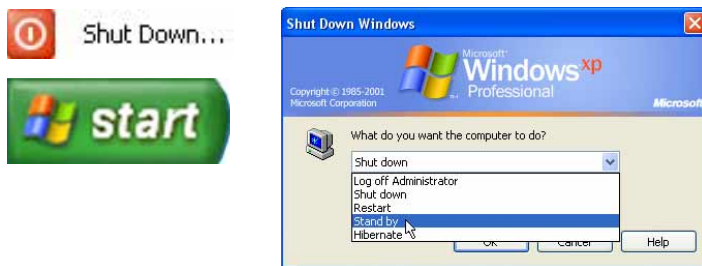 Shut Down...
start
Shut Down Windows
Microsoft
Windows xp
Professional
Copyright © 1985-2001
Microsoft Corporation
Microsoft
What do you want the computer to do?
Shut down
Log off Administrator
Shut down
Restart
Stand by
Hibernate
OK Cancel Help